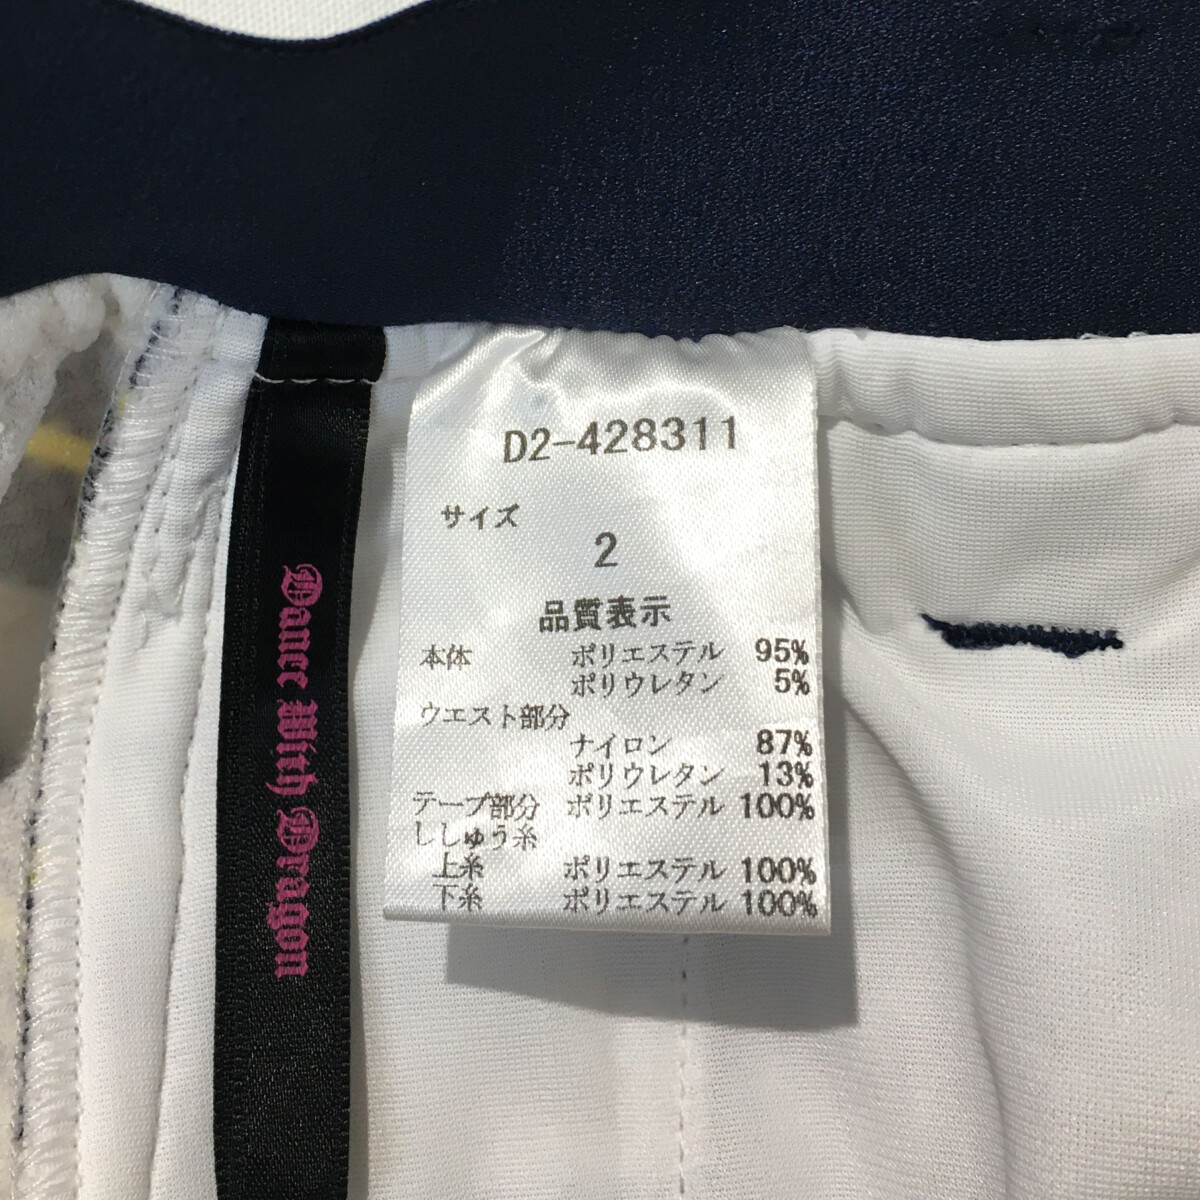 D2-428311
サイズ
2
品質表示
本体 ポリエステル 95%
ポリウレタン 5%
ウエスト部分
ナイロン 87%
ポリウレタン 13%
テープ部分 ポリエステル 100%
ししゅう糸
上糸 ポリエステル 100%
下糸 ポリエステル 100%
Dance With Dragon